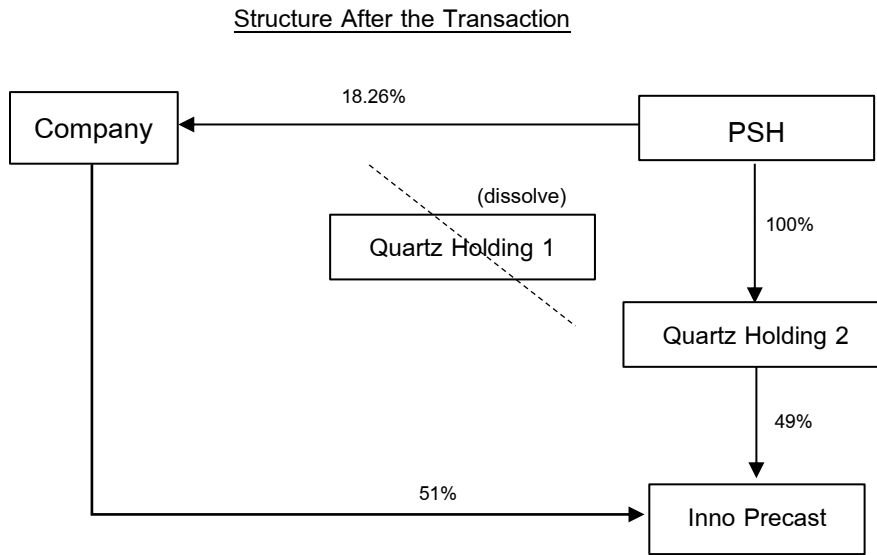 Structure After the Transaction
18.26%
Company
PSH
(dissolve)
Quartz Holding 1
100%
Quartz Holding 2
49%
51%
Inno Precast